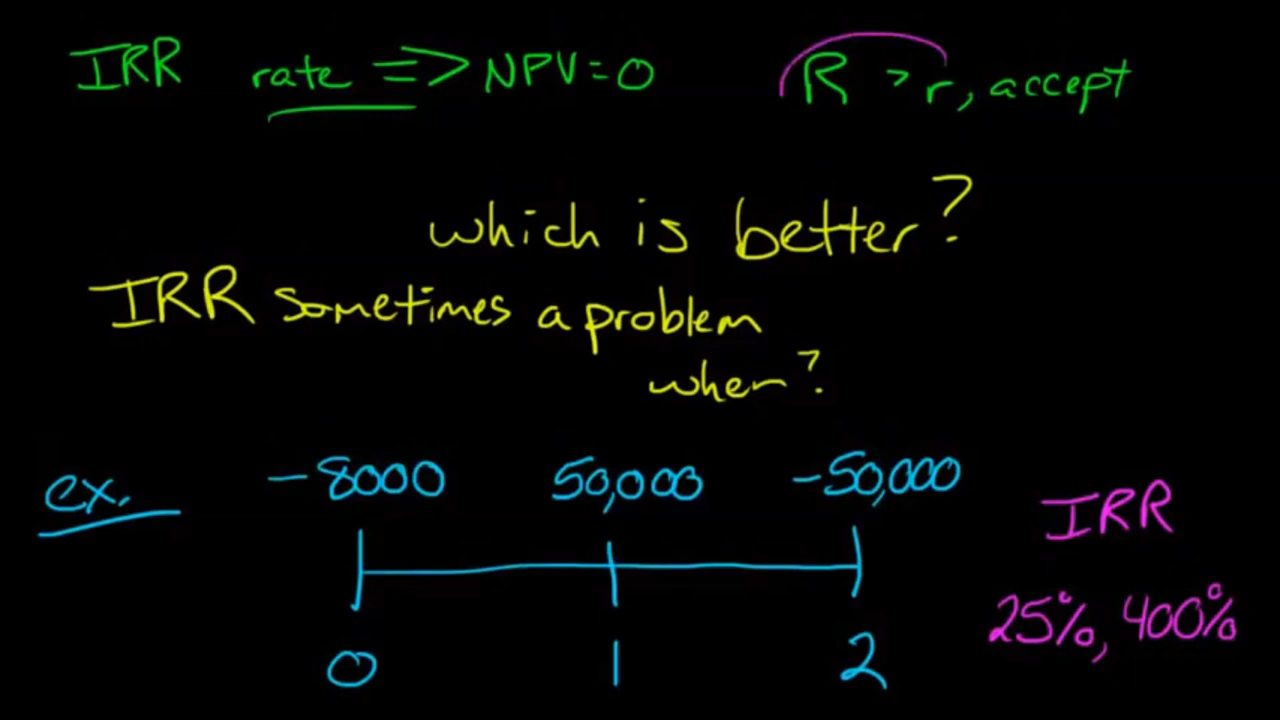 IRR rate => NPV=0 R > r, accept
which is better?
IRR sometimes a problem
when?
ex. -8000 50,000 -50,000
IRR
25%, 400%
0 1 2